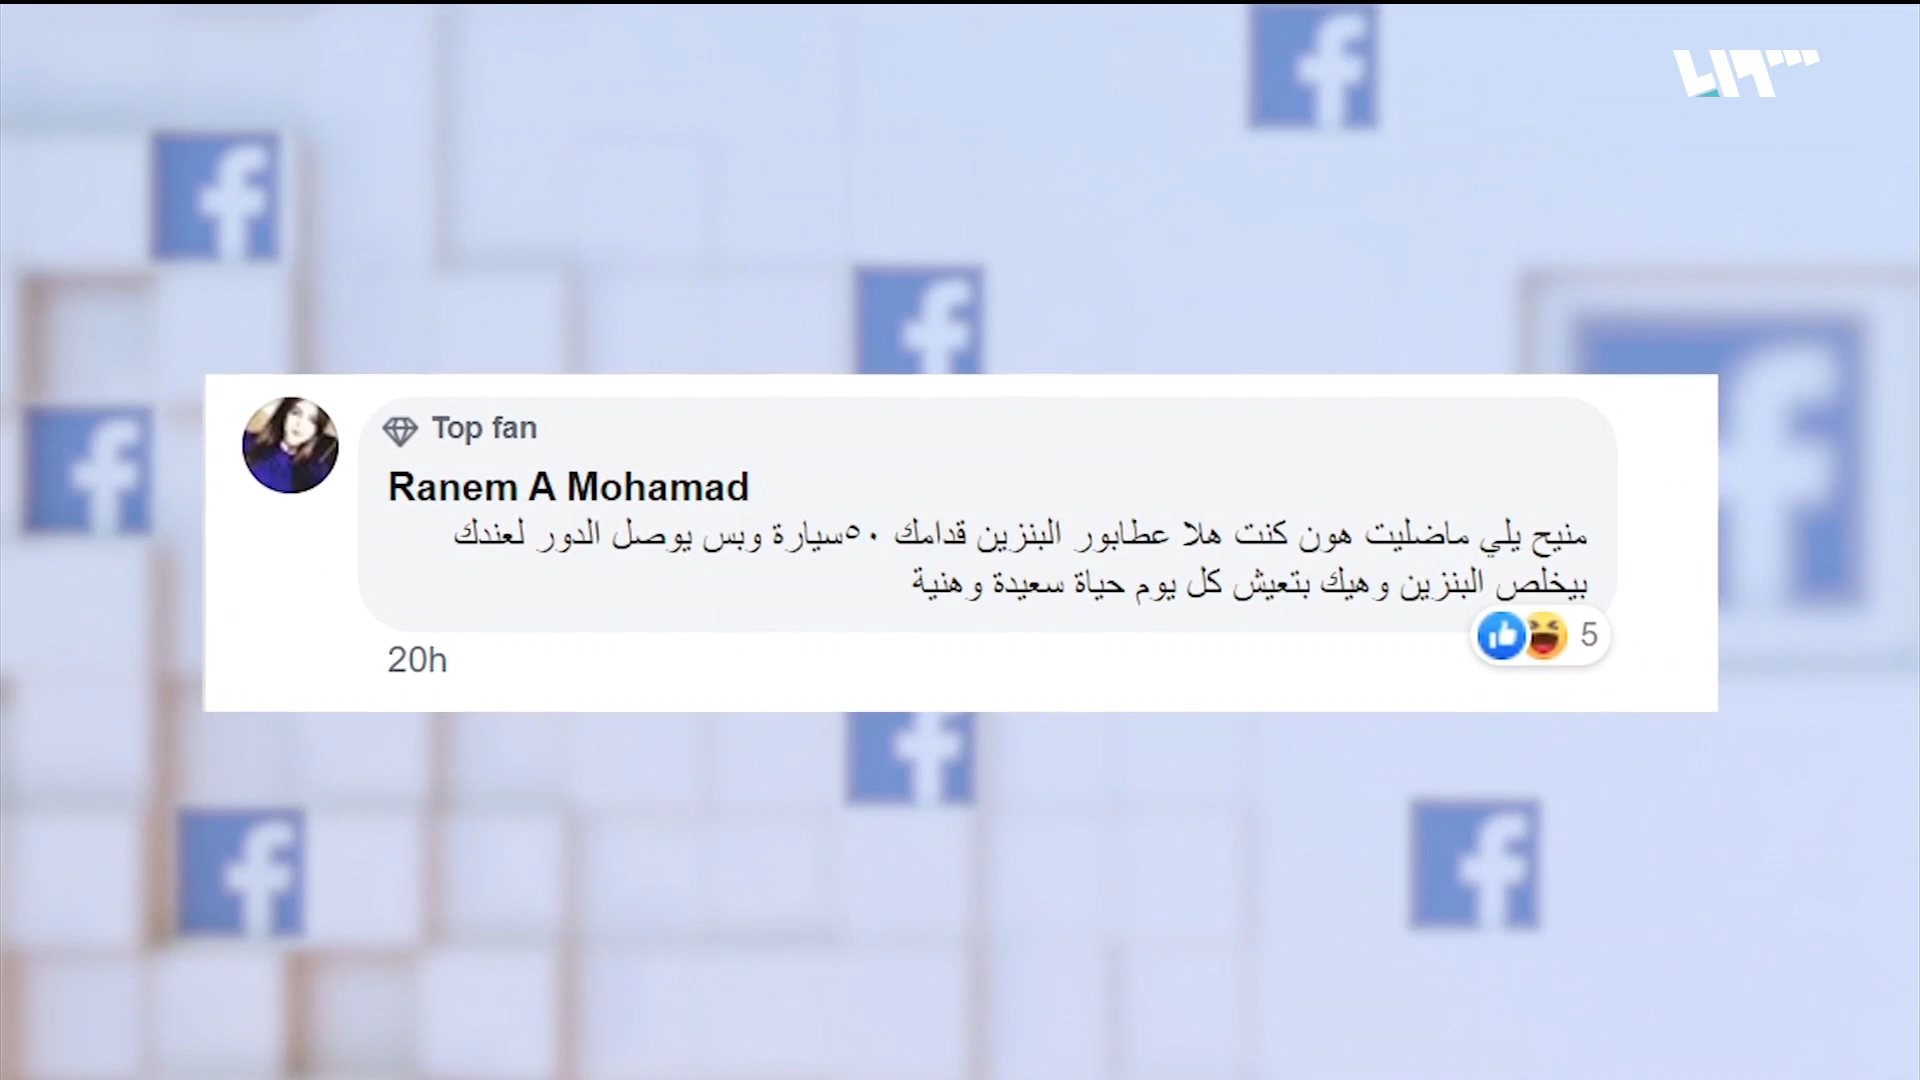 Top fan
Ranem A Mohamad
منيح يلي ماضليت هون كنت هلا عطابور البنزين قدامك ٥٠سيارة وبس يوصل الدور لعندك
بيخلص البنزين وهيك بتعيش كل يوم حياة سعيدة وهنية
5
20h